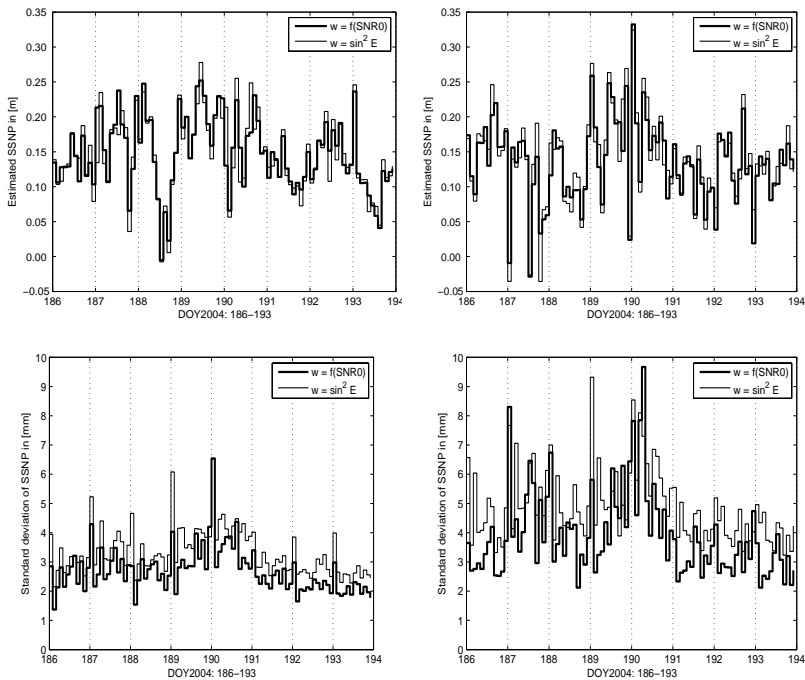 0.35
0.30
0.25
0.20
0.15
0.10
0.05
0.00
−0.05
Estimated SSNP in [m]
w = f(SNR0)
w = sin² E
186 187 188 189 190 191 192 193 194
DOY2004: 186−193
0.35
0.30
0.25
0.20
0.15
0.10
0.05
0.00
−0.05
Estimated SSNP in [m]
w = f(SNR0)
w = sin² E
186 187 188 189 190 191 192 193 194
DOY2004: 186−193
10
9
8
7
6
5
4
3
2
1
0
Standard deviation of SSNP in [mm]
w = f(SNR0)
w = sin² E
186 187 188 189 190 191 192 193 194
DOY2004: 186−193
10
9
8
7
6
5
4
3
2
1
0
Standard deviation of SSNP in [mm]
w = f(SNR0)
w = sin² E
186 187 188 189 190 191 192 193 194
DOY2004: 186−193